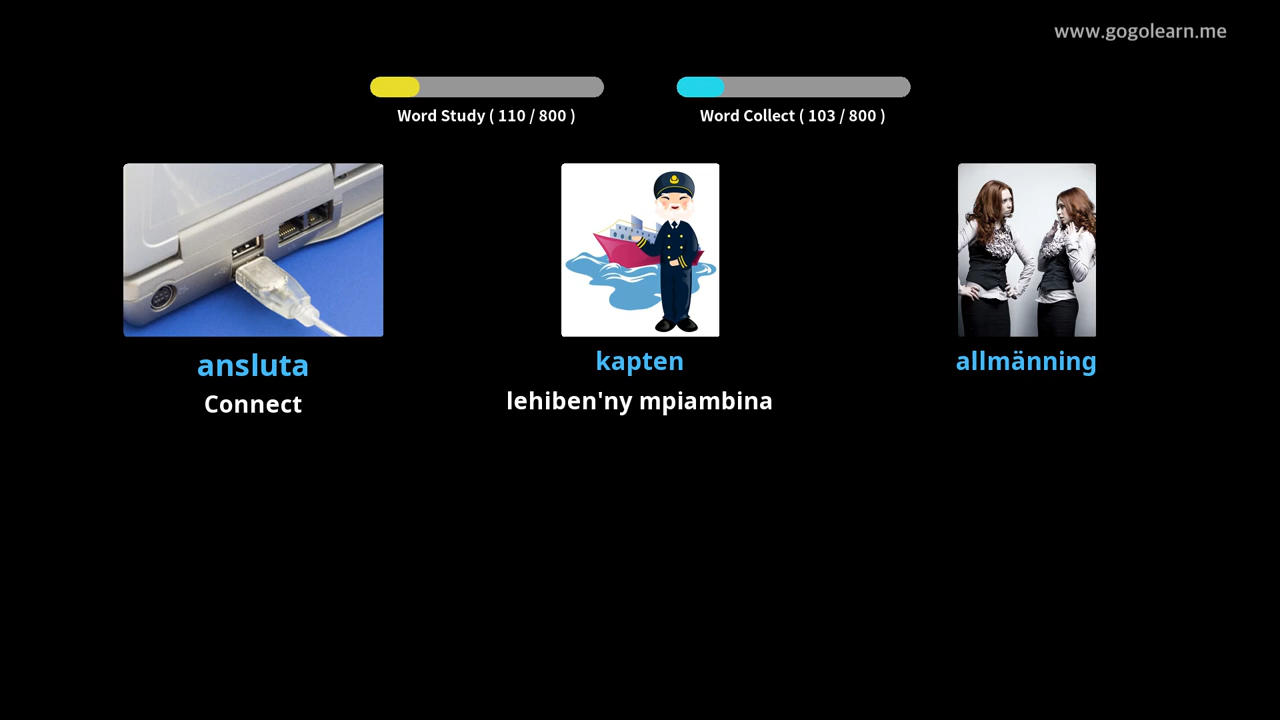 www.gogolearn.me
Word Study ( 110 / 800 )
Word Collect ( 103 / 800 )
ansluta
Connect
kapten
lehiben'ny mpiambina
allmänning